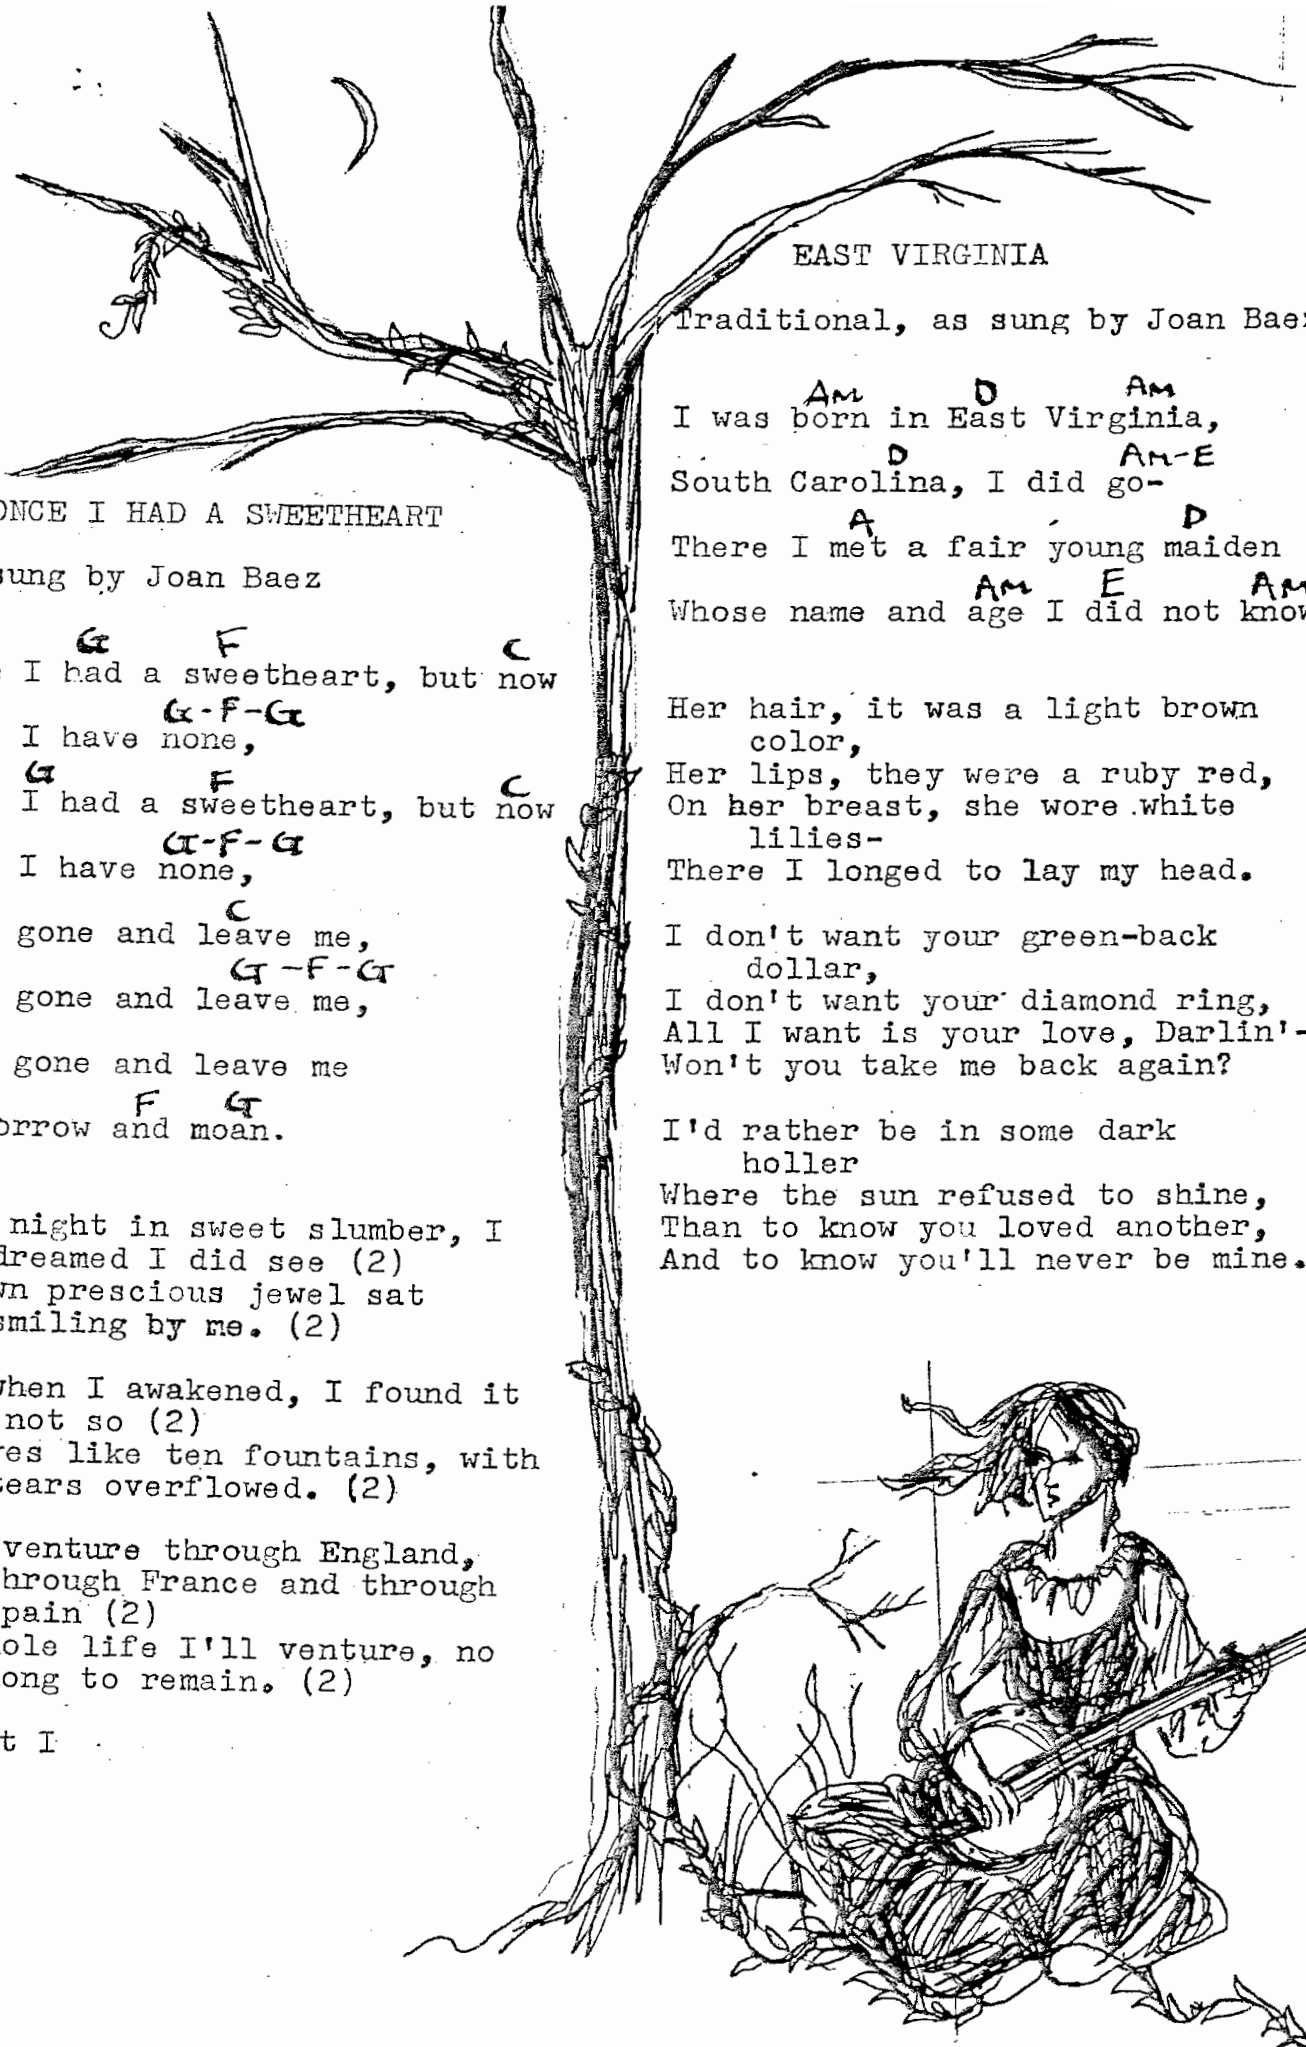 ONCE I HAD A SWEETHEART
sung by Joan Baez
G F C
I had a sweetheart, but now
G-F-G
I have none,
G F C
I had a sweetheart, but now
G-F-G
I have none,
C
gone and leave me,
G-F-G
gone and leave me,
gone and leave me
F G
orrow and moan.
night in sweet slumber, I
dreamed I did see (2)
wn prescious jewel sat
smiling by me. (2)
when I awakened, I found it
not so (2)
yes like ten fountains, with
tears overflowed. (2)
venture through England,
hrough France and through
pain (2)
ole life I'll venture, no
ong to remain. (2)
t I
EAST VIRGINIA
Traditional, as sung by Joan Baez
Am D Am
I was born in East Virginia,
D Am-E
South Carolina, I did go-
A D
There I met a fair young maiden
Am E Am
Whose name and age I did not know
Her hair, it was a light brown
color,
Her lips, they were a ruby red,
On her breast, she wore white
lilies-
There I longed to lay my head.
I don't want your green-back
dollar,
I don't want your diamond ring,
All I want is your love, Darlin'-
Won't you take me back again?
I'd rather be in some dark
holler
Where the sun refused to shine,
Than to know you loved another,
And to know you'll never be mine.